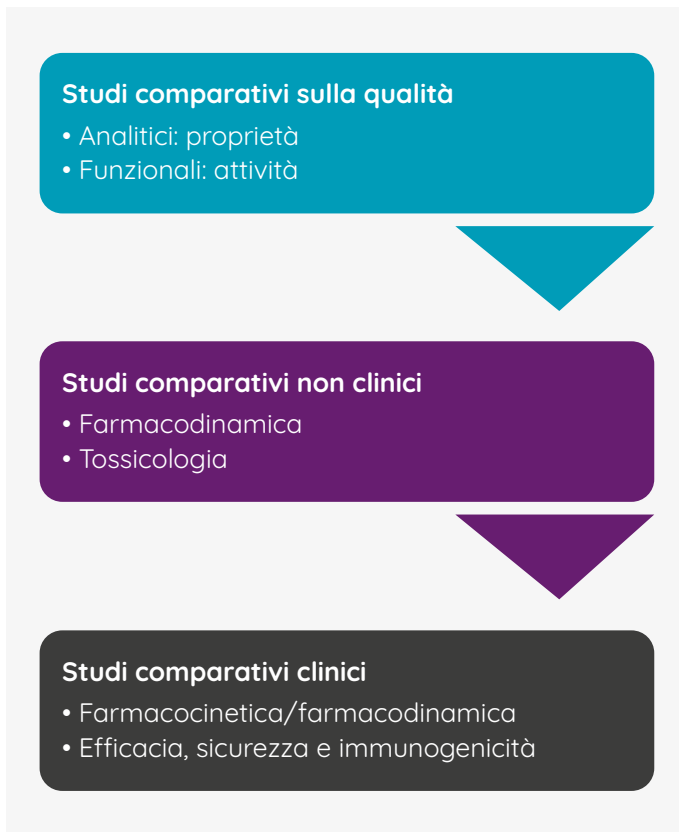 Studi comparativi sulla qualità
• Analitici: proprietà
• Funzionali: attività
Studi comparativi non clinici
• Farmacodinamica
• Tossicologia
Studi comparativi clinici
• Farmacocinetica/farmacodinamica
• Efficacia, sicurezza e immunogenicità